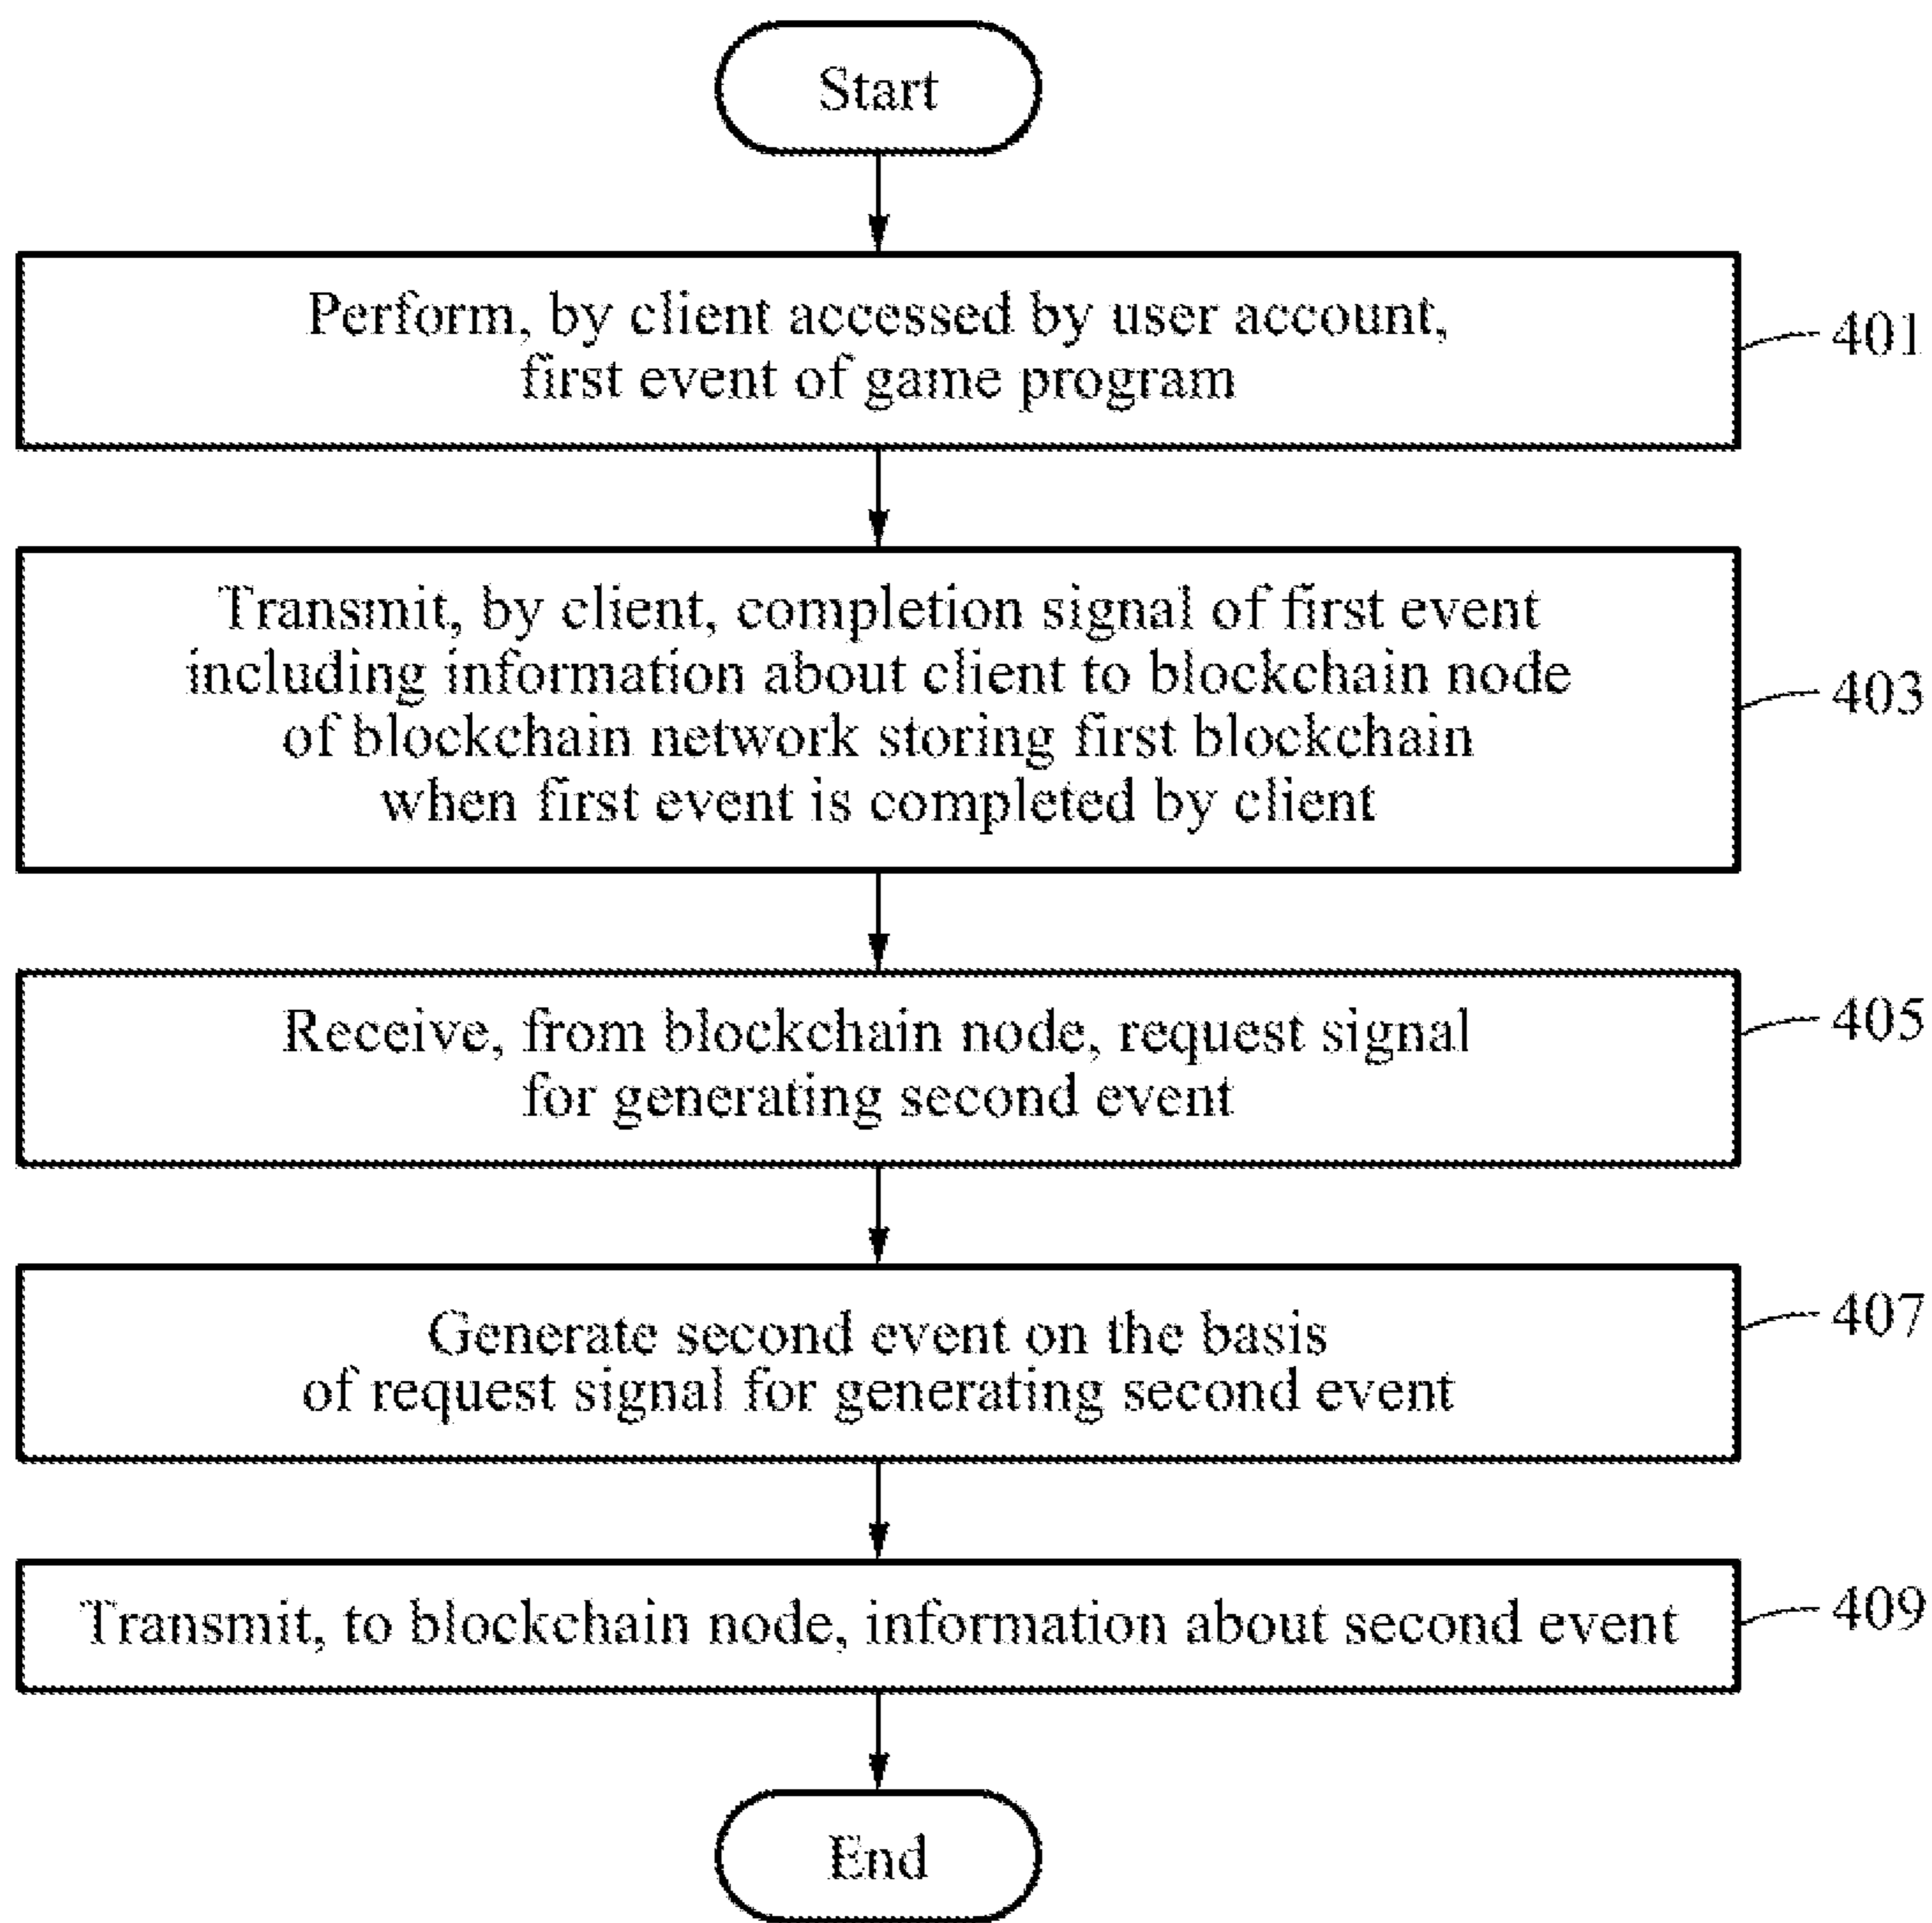 Start
Perform, by client accessed by user account,
first event of game program
401
Transmit, by client, completion signal of first event
including information about client to blockchain node
of blockchain network storing first blockchain
when first event is completed by client
403
Receive, from blockchain node, request signal
for generating second event
405
Generate second event on the basis
of request signal for generating second event
407
Transmit, to blockchain node, information about second event
409
End